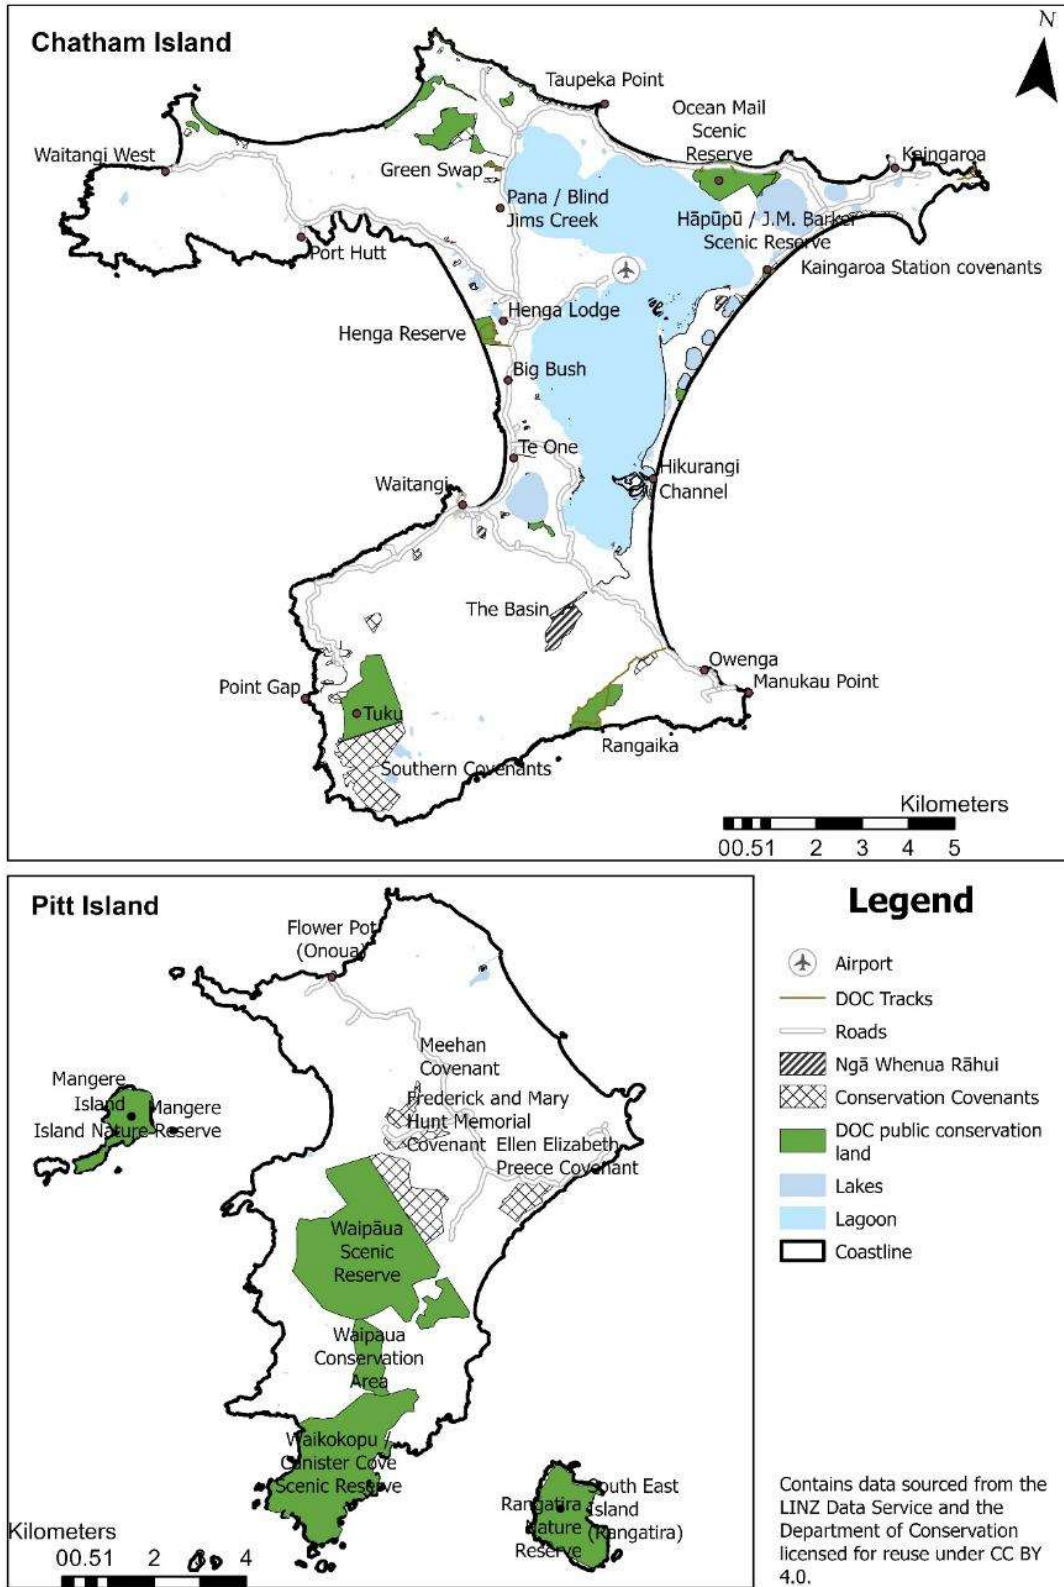 Chatham Island
N
Taupeka Point
Ocean Mail
Scenic
Reserve
Waitangi West
Kaingaroa
Green Swap
Pana / Blind
Jims Creek
Hāpūpū / J.M. Barker
Scenic Reserve
Port Hutt
Kaingaroa Station covenants
Henga Lodge
Henga Reserve
Big Bush
Te One
Waitangi
Hikurangi
Channel
The Basin
Owenga
Point Gap
Manukau Point
Tuku
Rangaika
Southern Covenants
Kilometers
0 0.5 1 2 3 4 5
Pitt Island
Flower Pot
(Onoua)
Meehan
Covenant
Mangere
Island
Mangere
Island Nature Reserve
Frederick and Mary
Hunt Memorial
Covenant
Ellen Elizabeth
Preece Covenant
Waipāua
Scenic
Reserve
Waipaua
Conservation
Area
Waikokopu /
Canister Cove
Scenic Reserve
South East
Island
(Rangatira)
Rangatira
Nature
Reserve
Kilometers
0 0.5 1 2 3 4
Legend
Airport
DOC Tracks
Roads
Ngā Whenua Rāhui
Conservation Covenants
DOC public conservation
land
Lakes
Lagoon
Coastline
Contains data sourced from the
LINZ Data Service and the
Department of Conservation
licensed for reuse under CC BY
4.0.